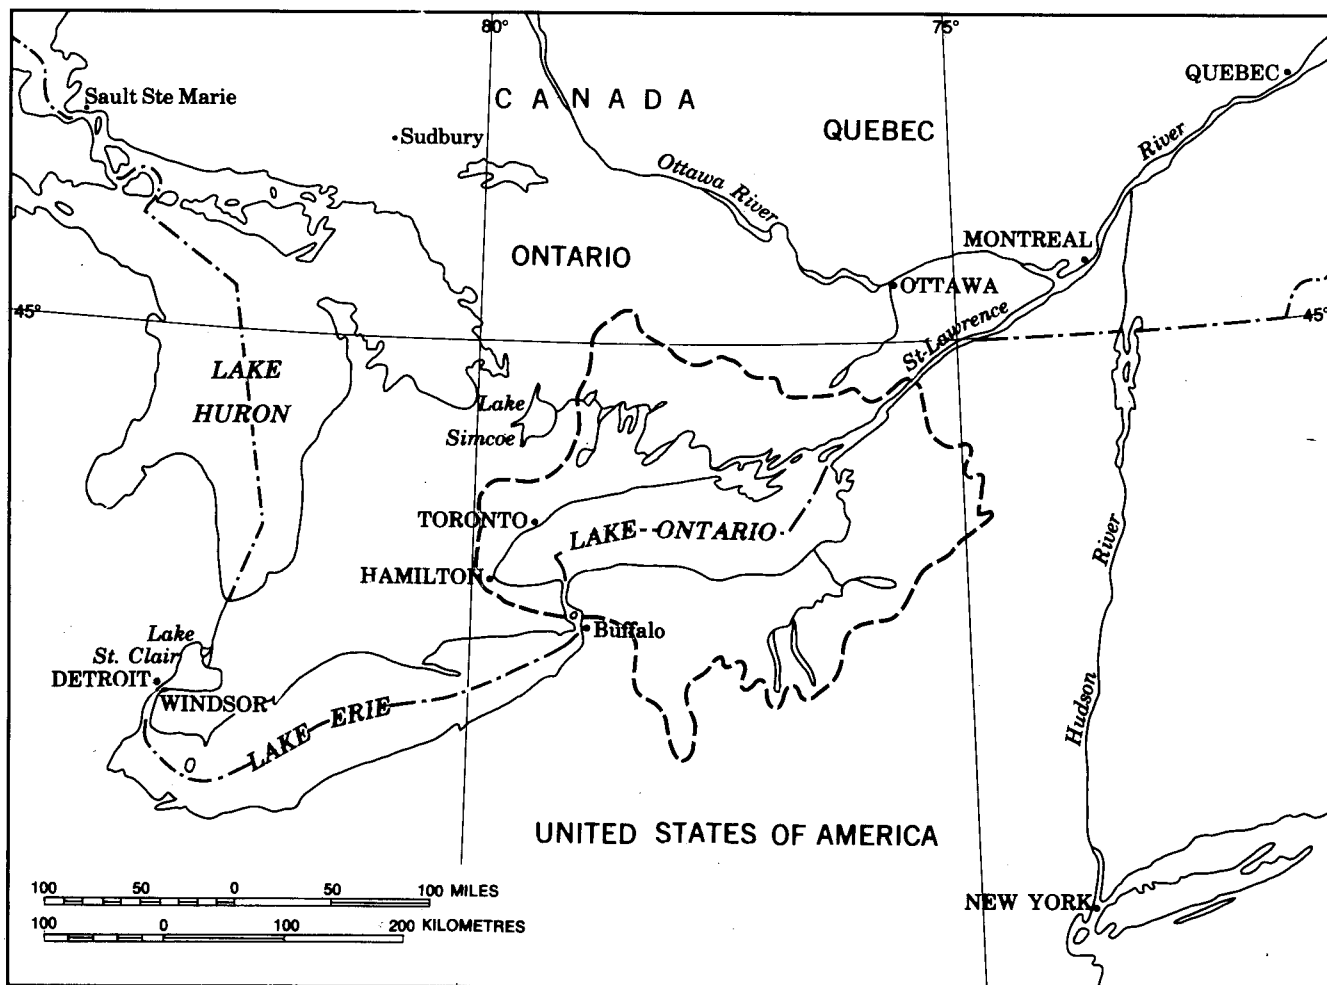 80°
75°
QUEBEC
Sault Ste Marie
CANADA
Sudbury
QUEBEC
River
Ottawa River
MONTREAL
ONTARIO
OTTAWA
45°
St. Lawrence
45°
LAKE
HURON
Lake
Simcoe
TORONTO
LAKE ONTARIO
HAMILTON
River
Buffalo
Lake
St. Clair
DETROIT
WINDSOR
Hudson
LAKE ERIE
UNITED STATES OF AMERICA
100 50 0 50 100 MILES
NEW YORK
100 0 100 200 KILOMETRES